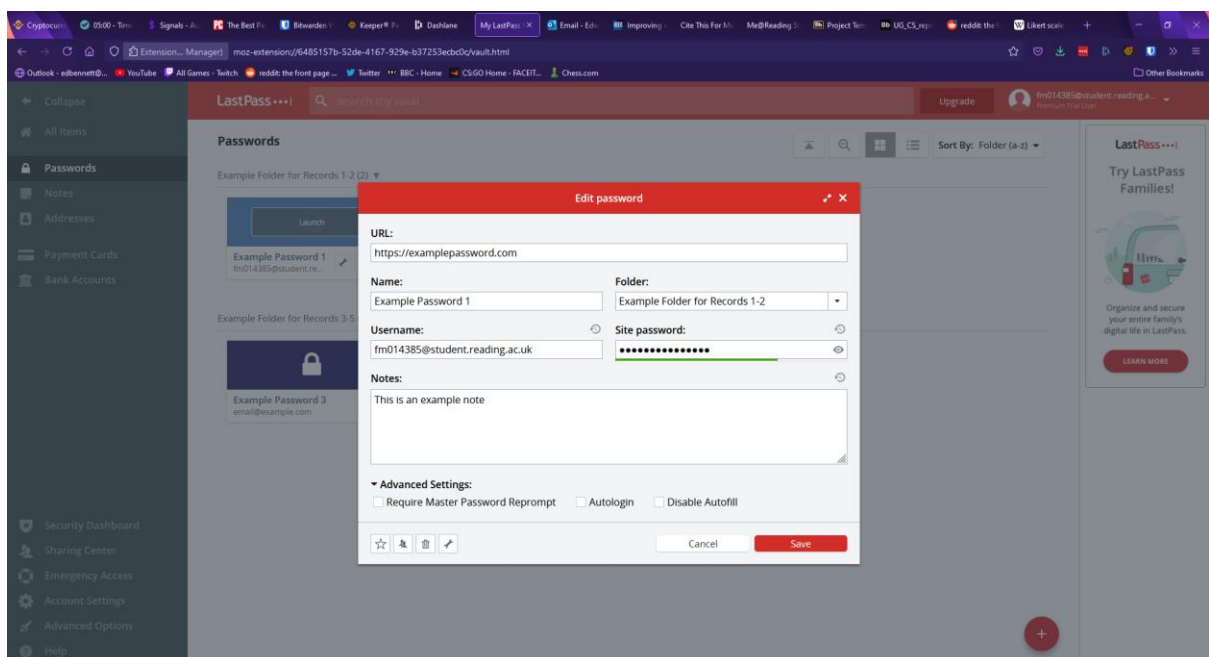 Cryptocurr
05:00 - Time
Signals - A
The Best Pa
Bitwarden V
Keeper® Pa
Dashlane
My LastPass V
Email - Edw
Improving
Cite This For Me
Me@Reading St
Project Tem
UG_CS_rep
reddit: the f
Likert scale
Extension... Manager) moz-extension://6485157b-52de-4167-929e-b37253ecbd0c/vault.html
Outlook - edbennett@... YouTube All Games - Twitch reddit: the front page ... Twitter BBC - Home CS:GO Home - FACEIT... Chess.com Other Bookmarks
Collapse
LastPass
search my vault
Upgrade
fm014385@student.reading.a...
Premium Trial User
All Items
Passwords
Notes
Addresses
Payment Cards
Bank Accounts
Security Dashboard
Sharing Center
Emergency Access
Account Settings
Advanced Options
Help
Passwords
Sort By: Folder (a-z)
Example Folder for Records 1-2 (2)
Launch
Example Password 1
fm014385@student.re...
Example Folder for Records 3-5
Example Password 3
email@example.com
Edit password
URL:
https://examplepassword.com
Name:
Folder:
Example Password 1
Example Folder for Records 1-2
Username:
Site password:
fm014385@student.reading.ac.uk
Notes:
This is an example note
Advanced Settings:
Require Master Password Reprompt Autologin Disable Autofill
Cancel
Save
LastPass
Try LastPass
Families!
Organize and secure
your entire family's
digital life in LastPass.
LEARN MORE